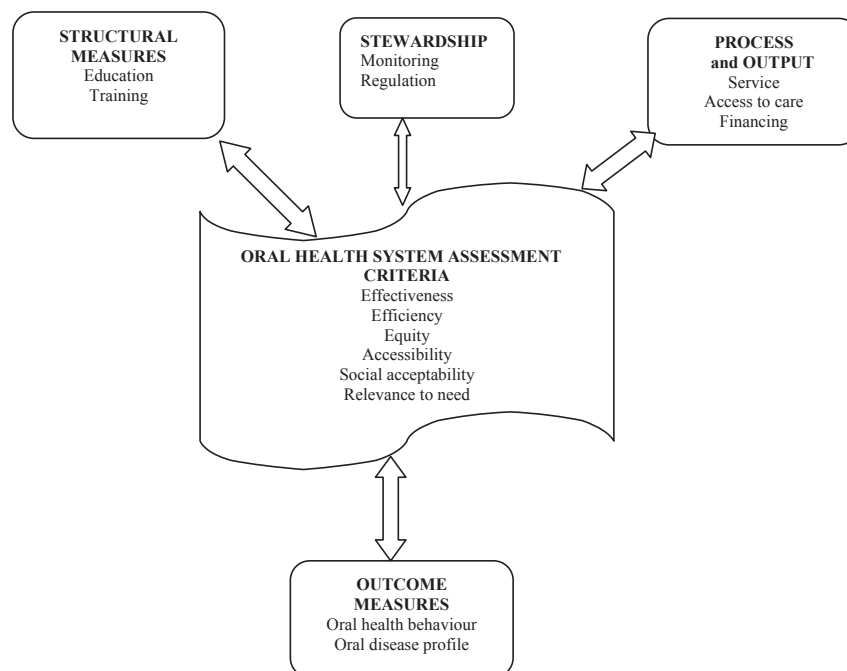 STRUCTURAL
MEASURES
Education
Training
STEWARDSHIP
Monitoring
Regulation
PROCESS
and OUTPUT
Service
Access to care
Financing
ORAL HEALTH SYSTEM ASSESSMENT
CRITERIA
Effectiveness
Efficiency
Equity
Accessibility
Social acceptability
Relevance to need
OUTCOME
MEASURES
Oral health behaviour
Oral disease profile